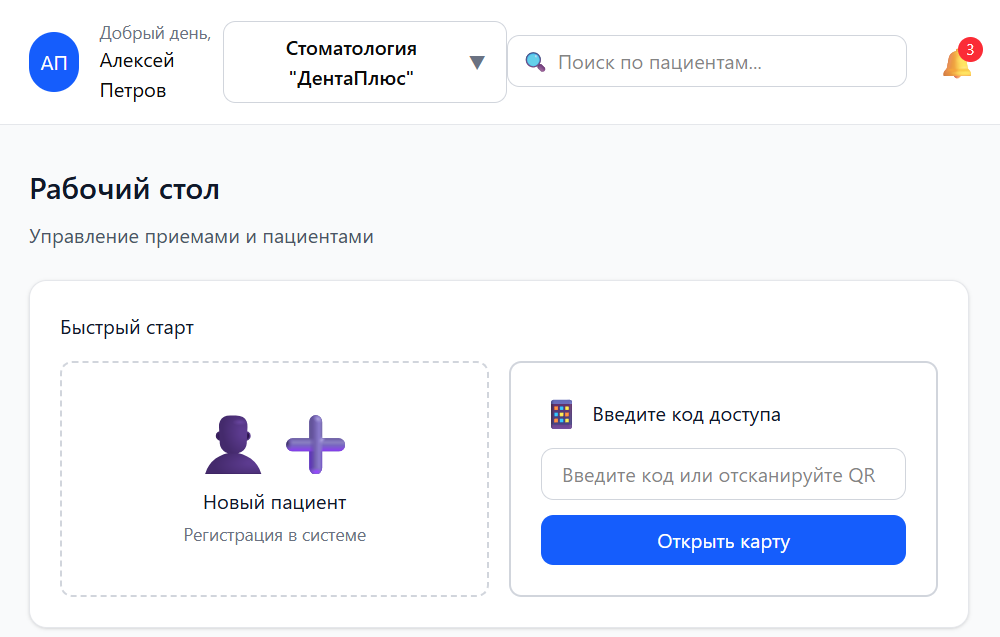 АП
Добрый день,
Алексей
Петров
Стоматология
"ДентаПлюс"
▼
Поиск по пациентам...
3
Рабочий стол
Управление приемами и пациентами
Быстрый старт
Новый пациент
Регистрация в системе
Введите код доступа
Введите код или отсканируйте QR
Открыть карту